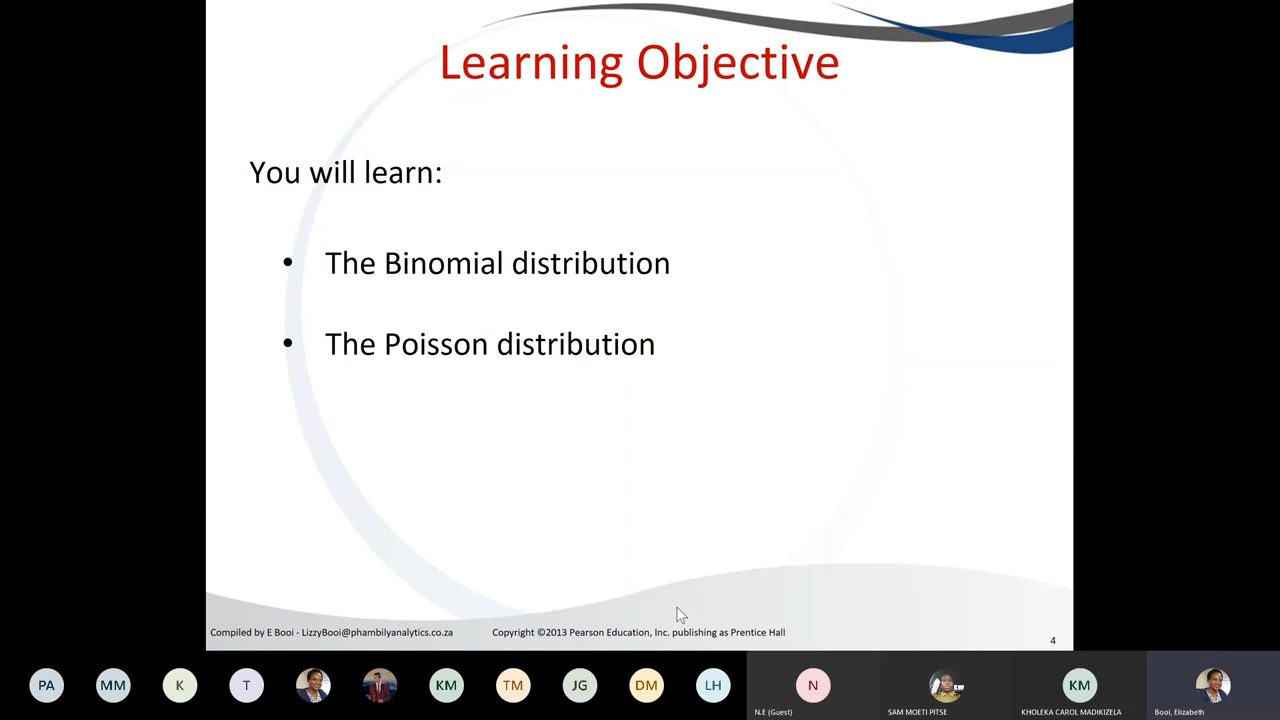 Learning Objective
You will learn:
• The Binomial distribution
• The Poisson distribution
Compiled by E Booi - LizzyBooi@phambilyanalytics.co.za
Copyright ©2013 Pearson Education, Inc. publishing as Prentice Hall
4
PA
MM
K
T
KM
TM
JG
DM
LH
N
KM
N.E (Guest)
SAM MOETI PITSE
KHOLEKA CAROL MADIKIZELA
Booi, Elizabeth